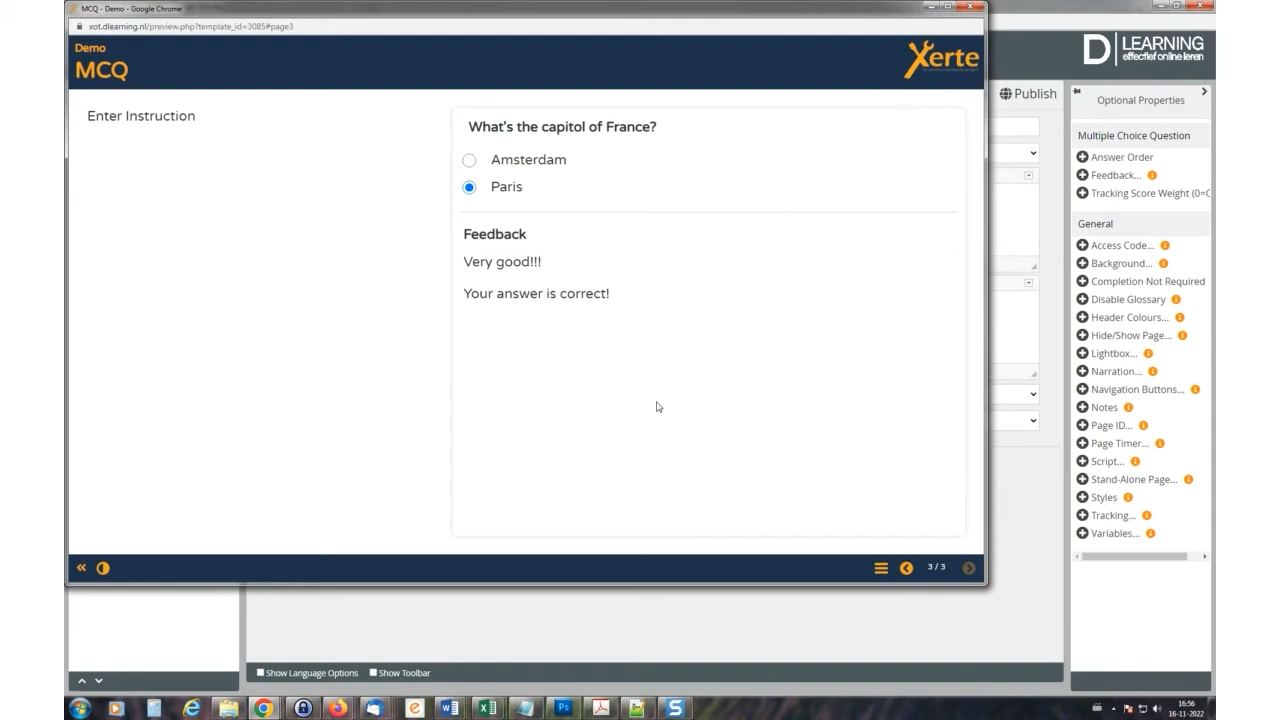 MCQ - Demo - Google Chrome
xot.dlearning.nl/preview.php?template_id=3085#page3
Demo
MCQ
Xerte
Enter Instruction
What's the capitol of France?
Amsterdam
Paris
Feedback
Very good!!!
Your answer is correct!
3 / 3
D LEARNING
effectief online leren
Publish
Optional Properties
Multiple Choice Question
Answer Order
Feedback...
Tracking Score Weight (0=
General
Access Code...
Background...
Completion Not Required
Disable Glossary
Header Colours...
Hide/Show Page...
Lightbox...
Narration...
Navigation Buttons...
Notes
Page ID...
Page Timer...
Script...
Stand-Alone Page...
Styles
Tracking...
Variables...
Show Language Options
Show Toolbar
16:56
16-11-2022